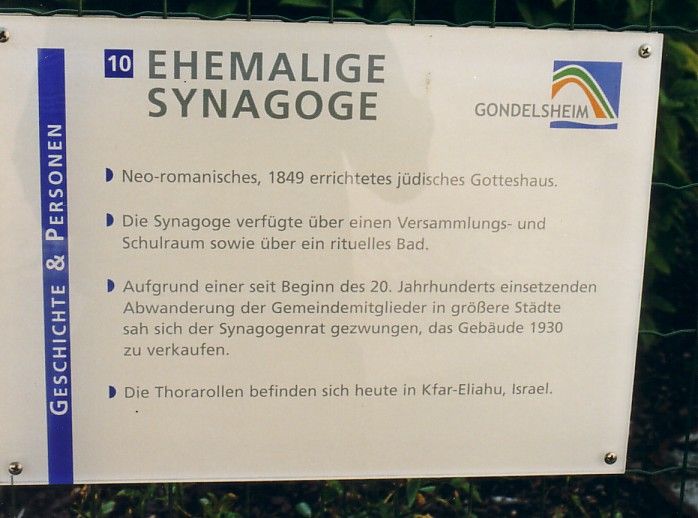 10 EHEMALIGE
SYNAGOGE
GONDELSHEIM
GESCHICHTE & PERSONEN
Neo-romanisches, 1849 errichtetes jüdisches Gotteshaus.
Die Synagoge verfügte über einen Versammlungs- und
Schulraum sowie über ein rituelles Bad.
Aufgrund einer seit Beginn des 20. Jahrhunderts einsetzenden
Abwanderung der Gemeindemitglieder in größere Städte
sah sich der Synagogenrat gezwungen, das Gebäude 1930
zu verkaufen.
Die Thorarollen befinden sich heute in Kfar-Eliahu, Israel.